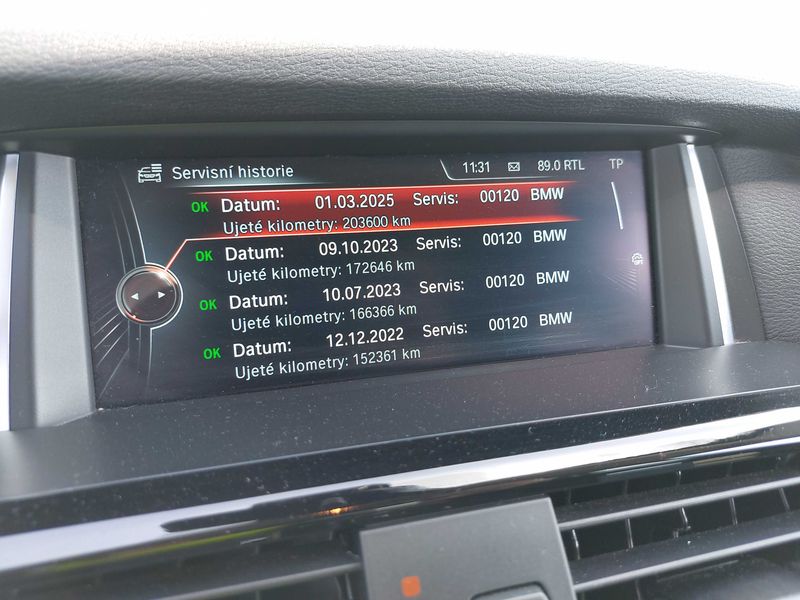 Servisní historie 11:31 89.0 RTL TP
OK Datum: 01.03.2025 Servis: 00120 BMW
Ujeté kilometry: 203600 km
OK Datum: 09.10.2023 Servis: 00120 BMW
Ujeté kilometry: 172646 km
OK Datum: 10.07.2023 Servis: 00120 BMW
Ujeté kilometry: 166366 km
OK Datum: 12.12.2022 Servis: 00120 BMW
Ujeté kilometry: 152361 km